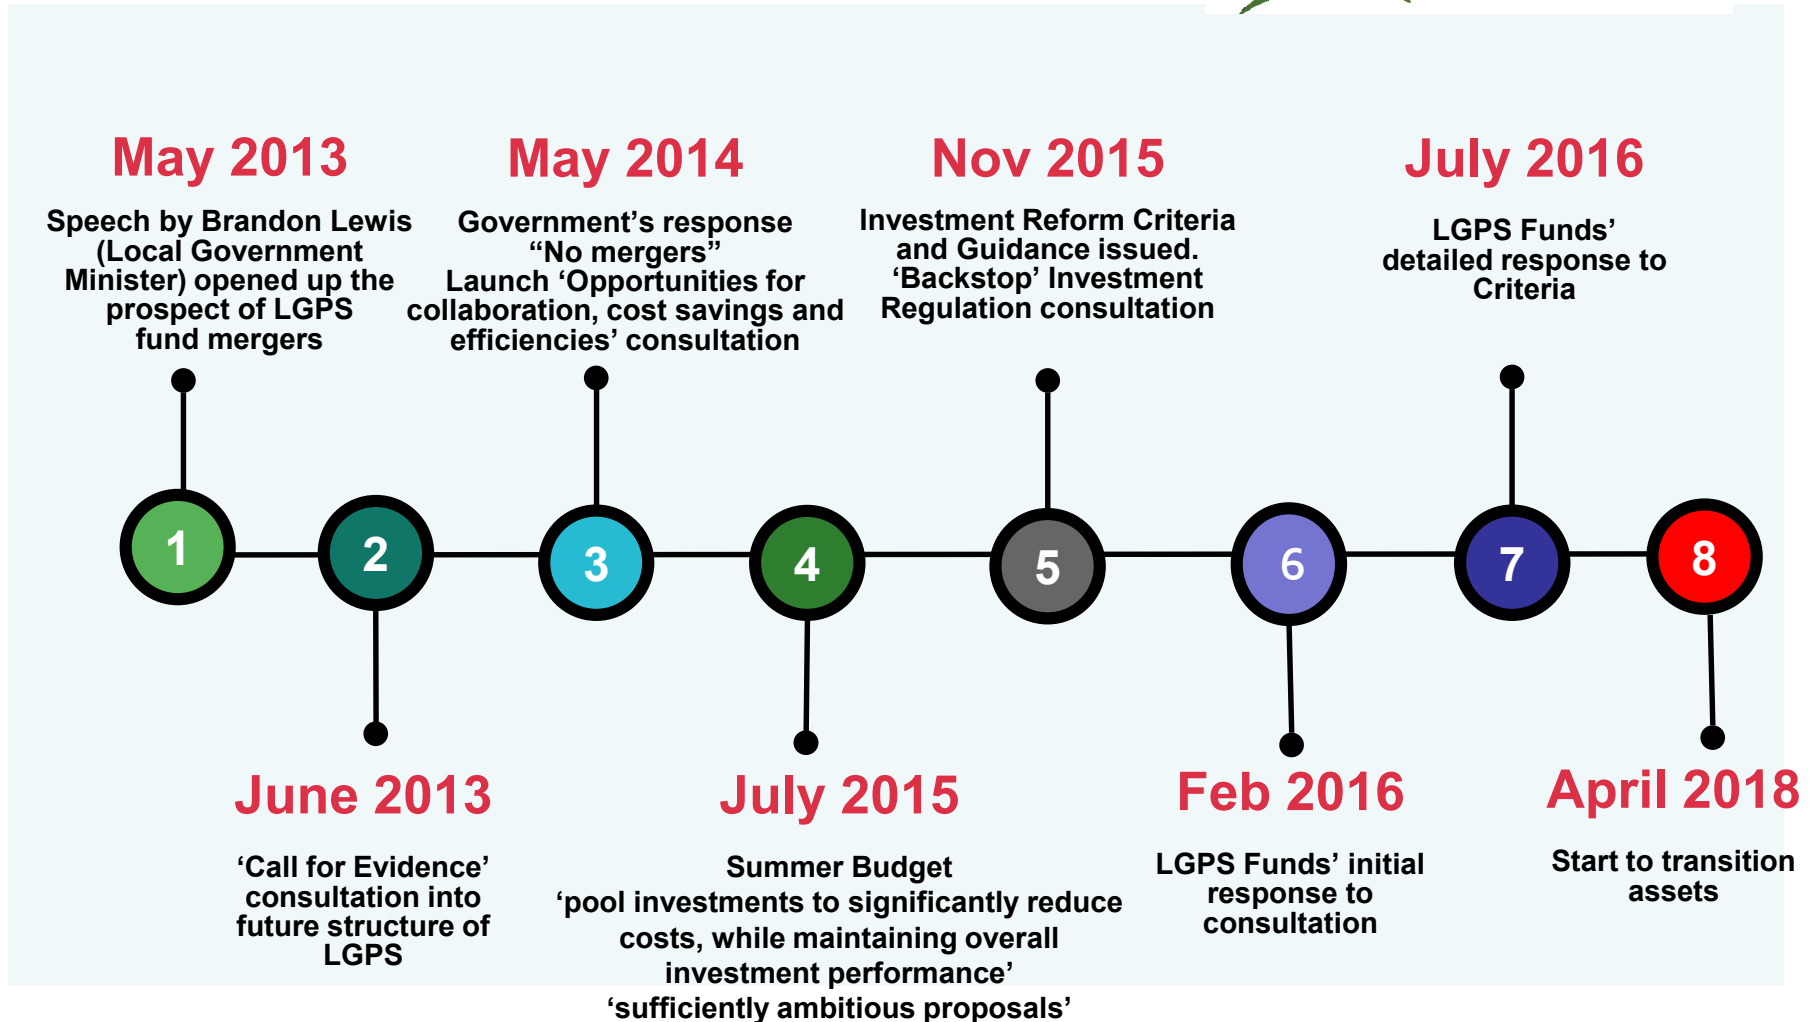 May 2013
Speech by Brandon Lewis
(Local Government
Minister) opened up the
prospect of LGPS
fund mergers
May 2014
Government’s response
“No mergers”
Launch ‘Opportunities for
collaboration, cost savings and
efficiencies’ consultation
Nov 2015
Investment Reform Criteria
and Guidance issued.
‘Backstop’ Investment
Regulation consultation
July 2016
LGPS Funds’
detailed response to
Criteria
1
2
3
4
5
6
7
8
June 2013
‘Call for Evidence’
consultation into
future structure of
LGPS
July 2015
Summer Budget
‘pool investments to significantly reduce
costs, while maintaining overall
investment performance’
‘sufficiently ambitious proposals’
Feb 2016
LGPS Funds’ initial
response to
consultation
April 2018
Start to transition
assets